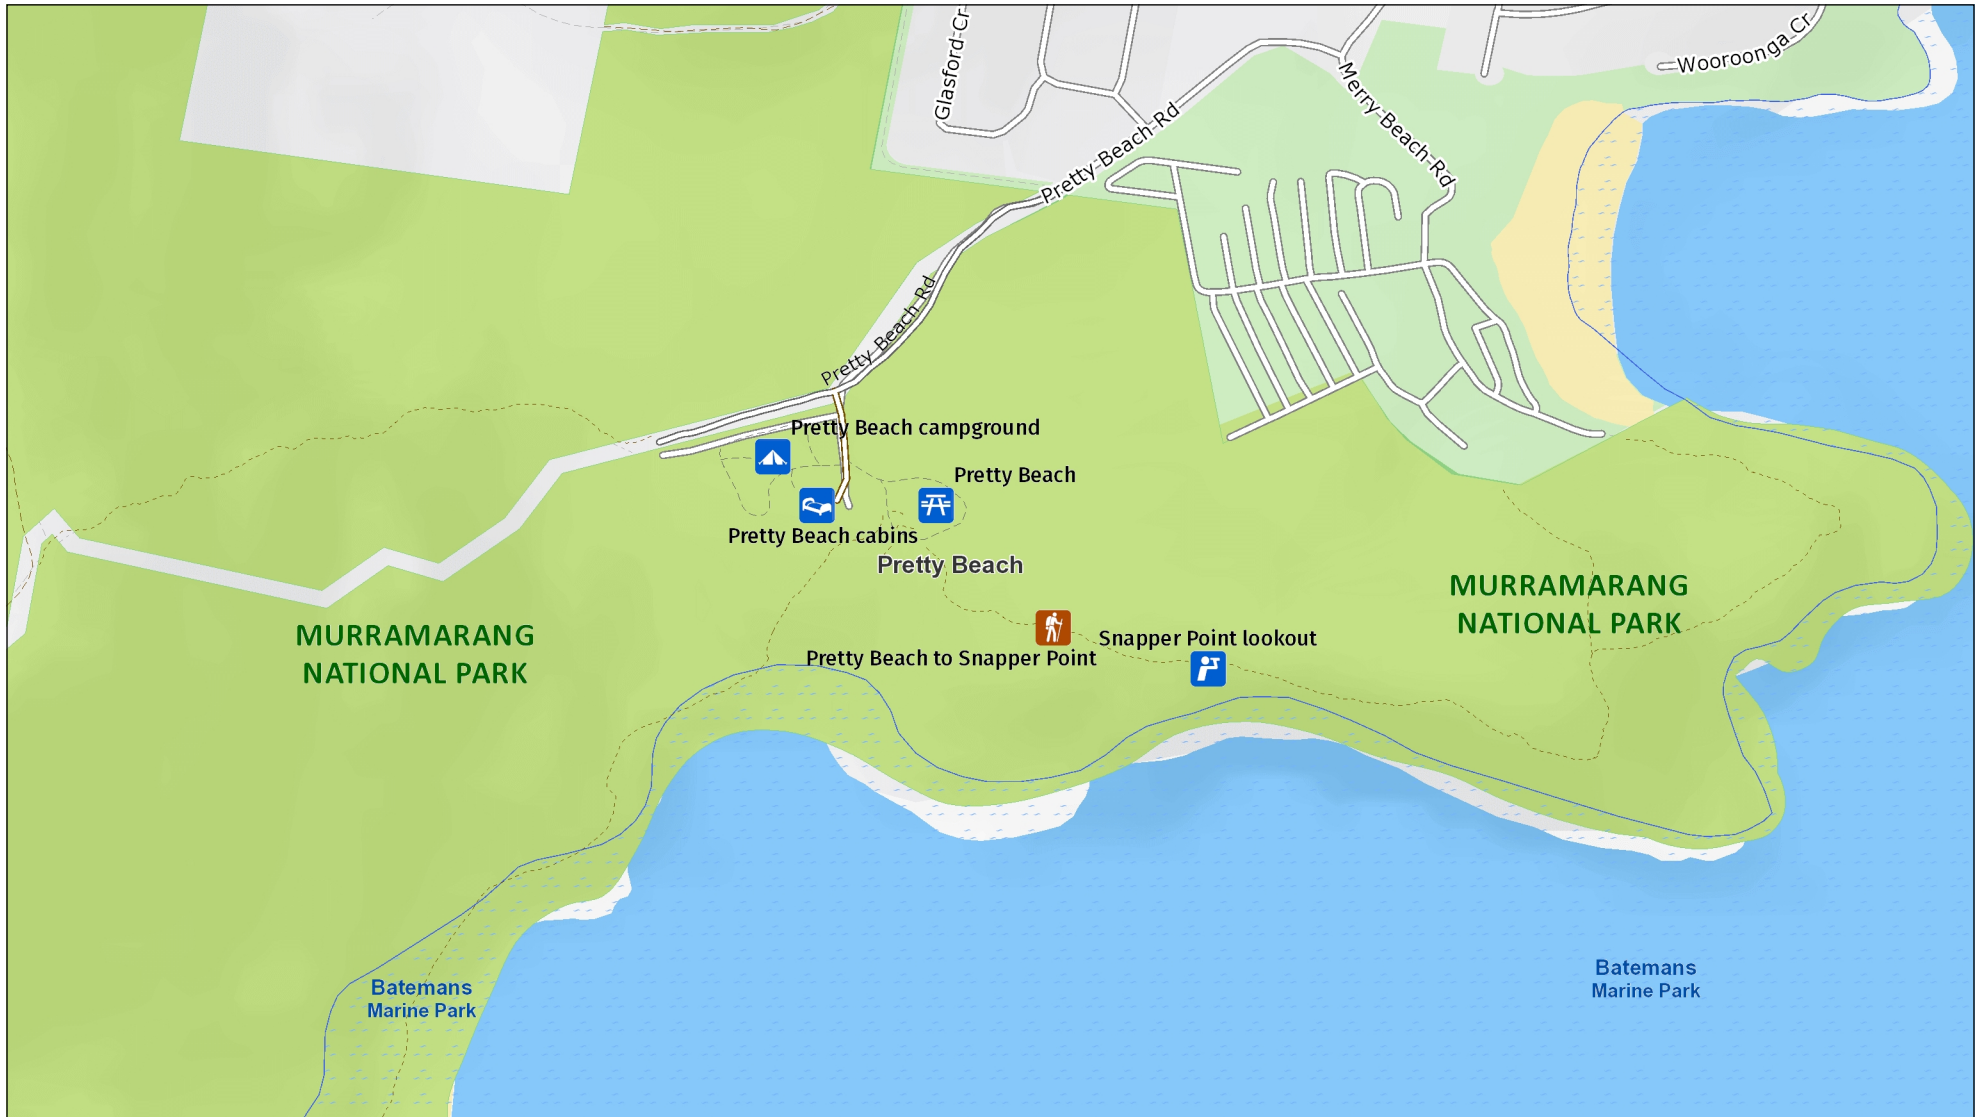 Glasford Cr
Wooroonga Cr
Merry Beach Rd
Pretty Beach Rd
Pretty Beach Rd
Pretty Beach campground
Pretty Beach
Pretty Beach cabins
Pretty Beach
MURRAMARANG
NATIONAL PARK
MURRAMARANG
NATIONAL PARK
Snapper Point lookout
Pretty Beach to Snapper Point
Batemans
Marine Park
Batemans
Marine Park